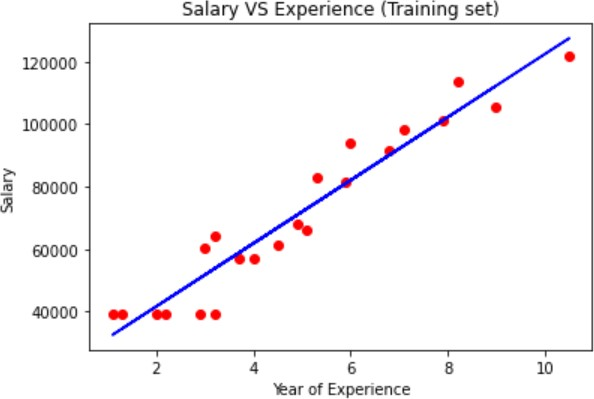 Salary VS Experience (Training set)
120000
100000
80000
60000
40000
Salary
2 4 6 8 10
Year of Experience